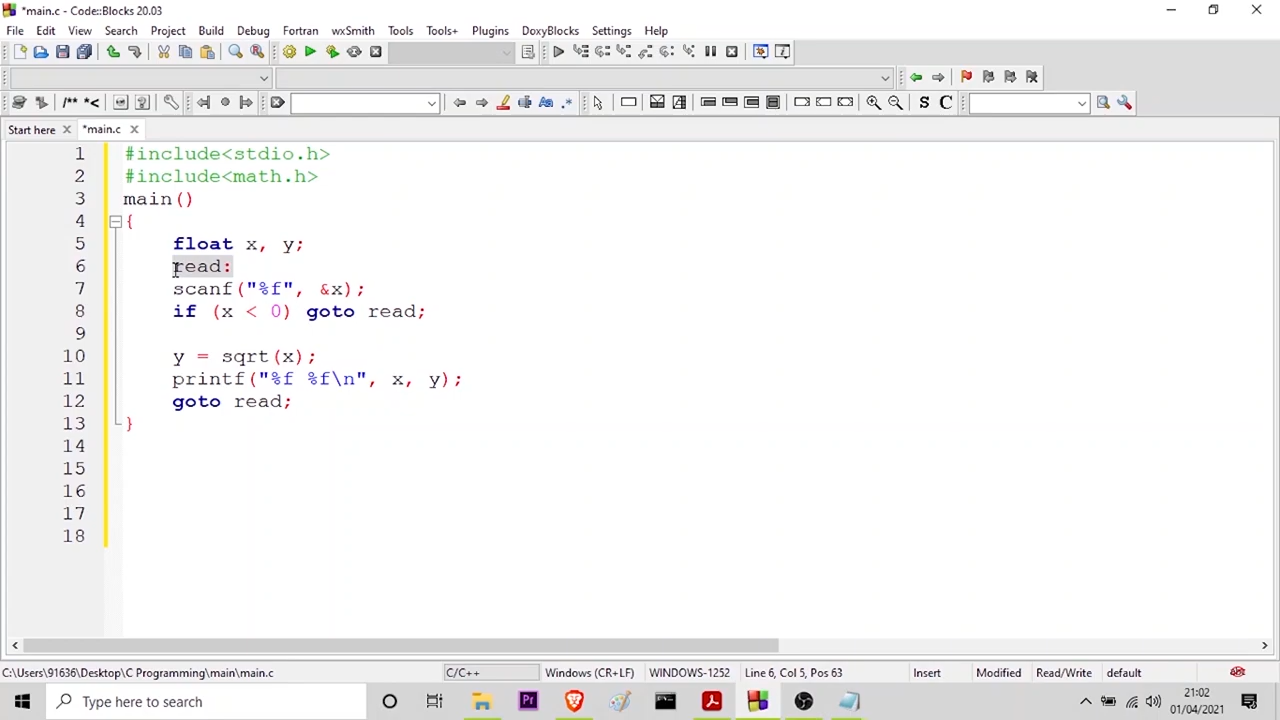 *main.c - Code::Blocks 20.03
File Edit View Search Project Build Debug Fortran wxSmith Tools Tools+ Plugins DoxyBlocks Settings Help
/** *<
S C
Start here *main.c
1 #include<stdio.h>
2 #include<math.h>
3 main()
4 {
5 float x, y;
6 read:
7 scanf("%f", &x);
8 if (x < 0) goto read;
9
10 y = sqrt(x);
11 printf("%f %f\n", x, y);
12 goto read;
13 }
14
15
16
17
18
C:\Users\91636\Desktop\C Programming\main\main.c C/C++ Windows (CR+LF) WINDOWS-1252 Line 6, Col 5, Pos 63 Insert Modified Read/Write default
Type here to search
Pr
21:02
01/04/2021